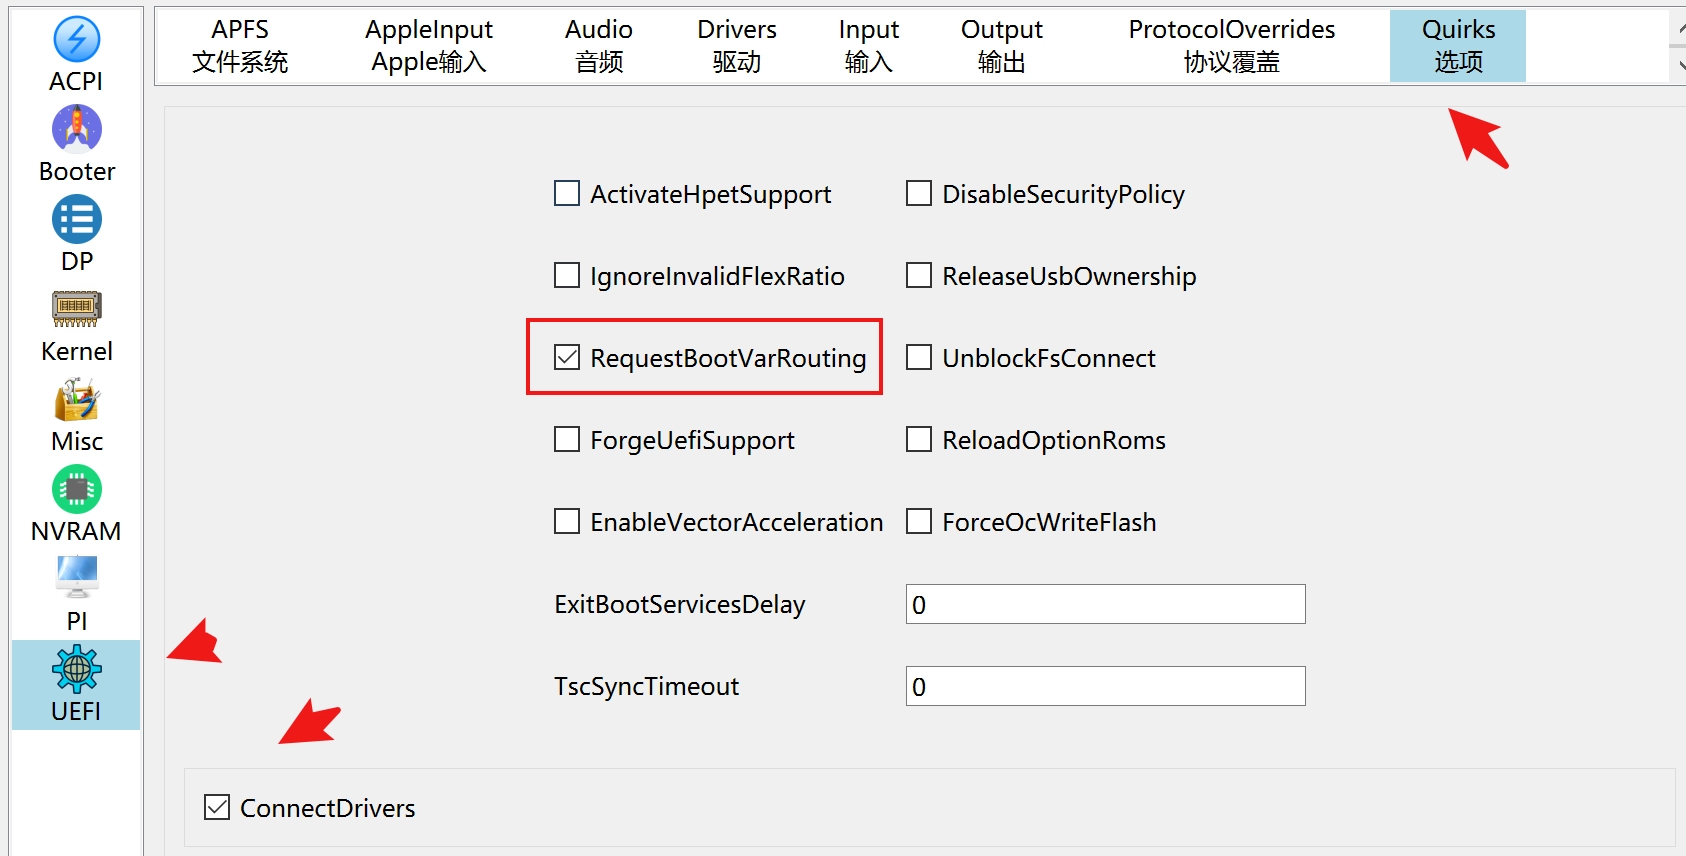 ACPI
Booter
DP
Kernel
Misc
NVRAM
PI
UEFI
APFS
文件系统
AppleInput
Apple输入
Audio
音频
Drivers
驱动
Input
输入
Output
输出
ProtocolOverrides
协议覆盖
Quirks
选项
ActivateHpetSupport
DisableSecurityPolicy
IgnoreInvalidFlexRatio
ReleaseUsbOwnership
RequestBootVarRouting
UnblockFsConnect
ForgeUefiSupport
ReloadOptionRoms
EnableVectorAcceleration
ForceOcWriteFlash
ExitBootServicesDelay
0
TscSyncTimeout
0
ConnectDrivers